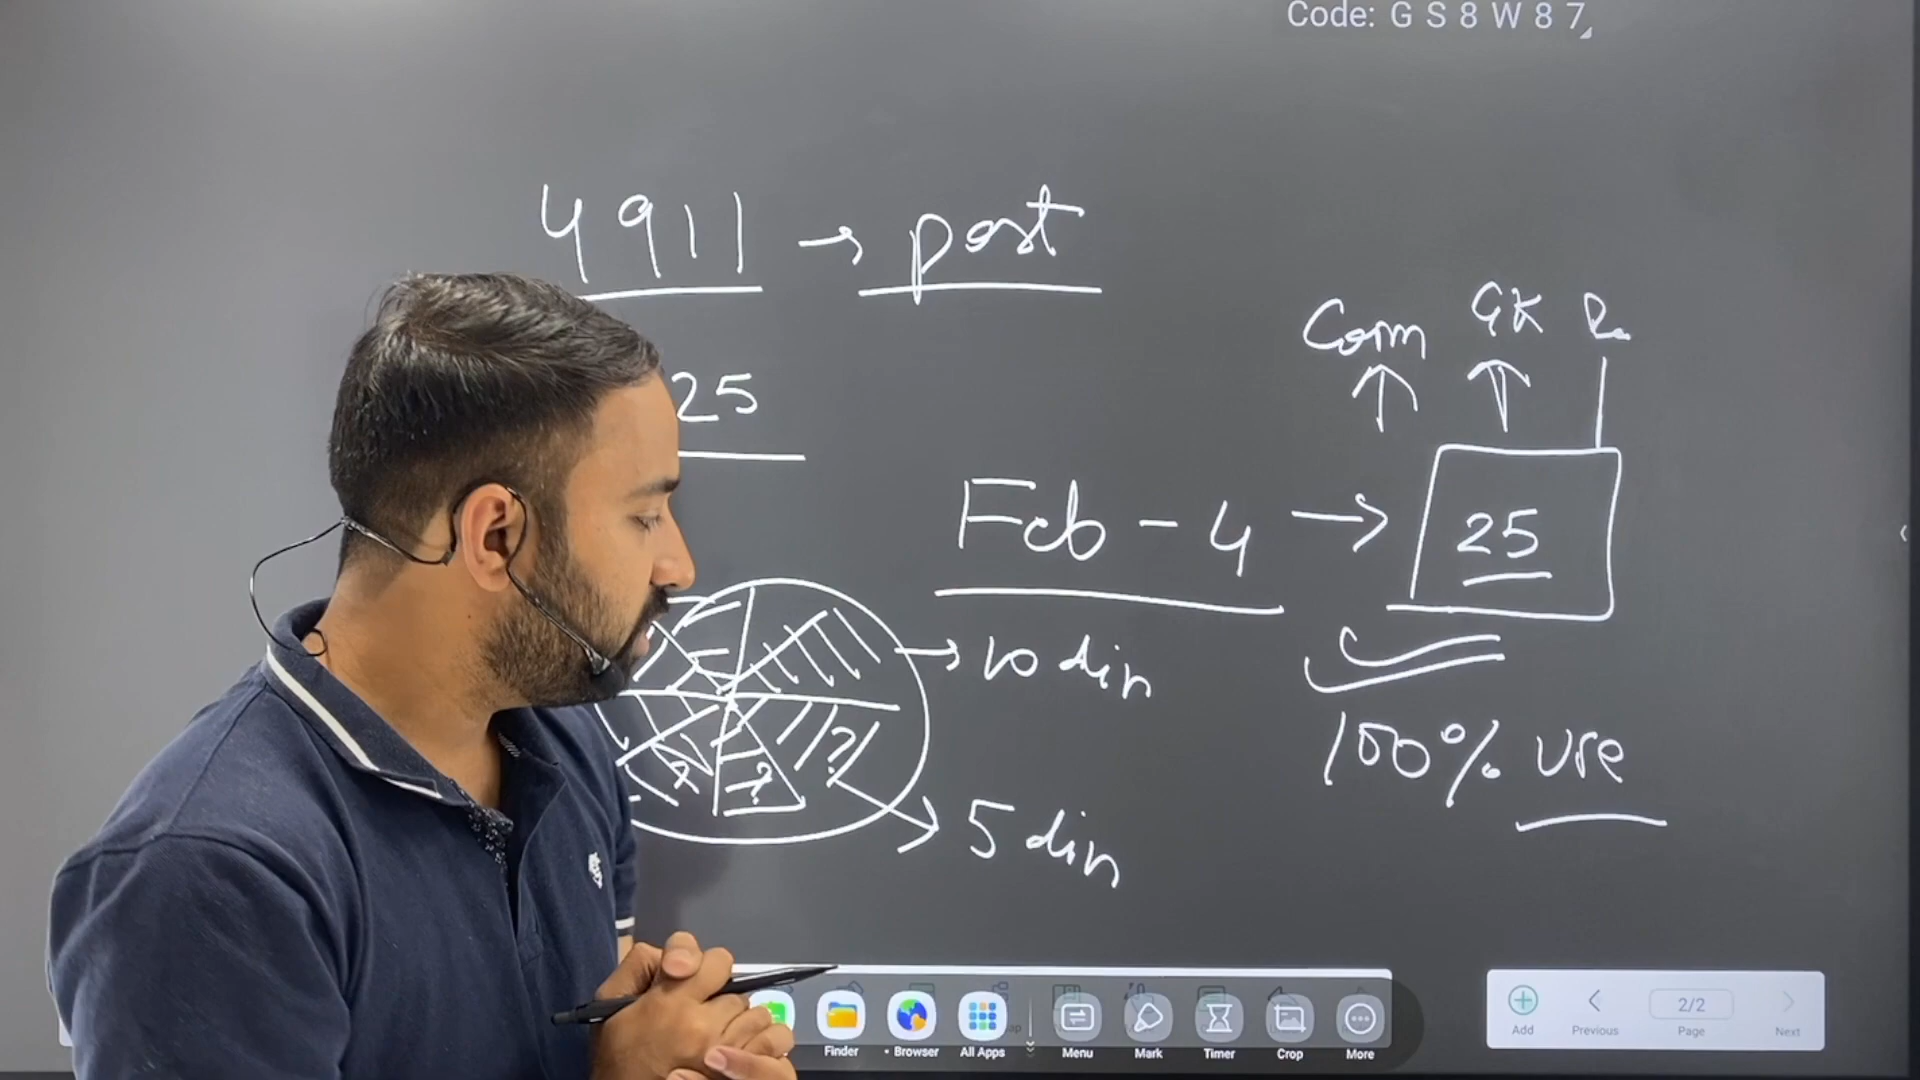 Code: G S 8 W 8 7
4911 → post
25
Com GK
Feb - 4 → 25
10 din
100% use
5 din
? ? ?
Finder
Browser
All Apps
Menu
Mark
Timer
Crop
More
Add
Previous
2/2
Page
Next